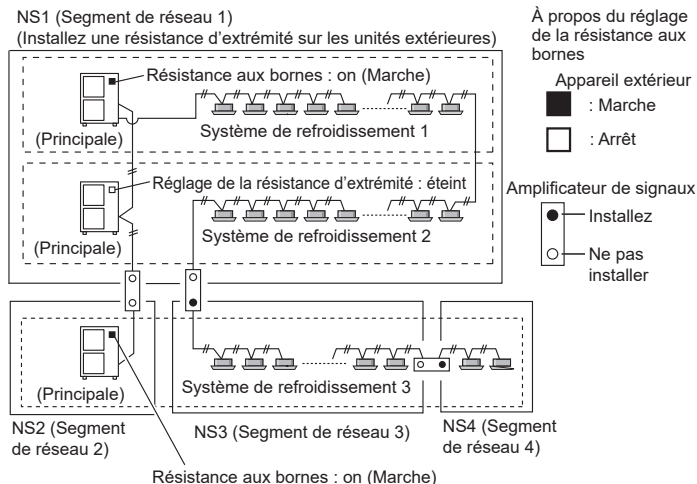 NS1 (Segment de réseau 1)
(Installez une résistance d'extrémité sur les unités extérieures)
Résistance aux bornes : on (Marche)
(Principale)
Système de refroidissement 1
Réglage de la résistance d'extrémité : éteint
(Principale)
Système de refroidissement 2
(Principale)
Système de refroidissement 3
NS2 (Segment
de réseau 2)
NS3 (Segment de réseau 3)
NS4 (Segment
de réseau 4)
Résistance aux bornes : on (Marche)
À propos du réglage
de la résistance aux
bornes
Appareil extérieur
: Marche
: Arrêt
Amplificateur de signaux
Installez
Ne pas
installer